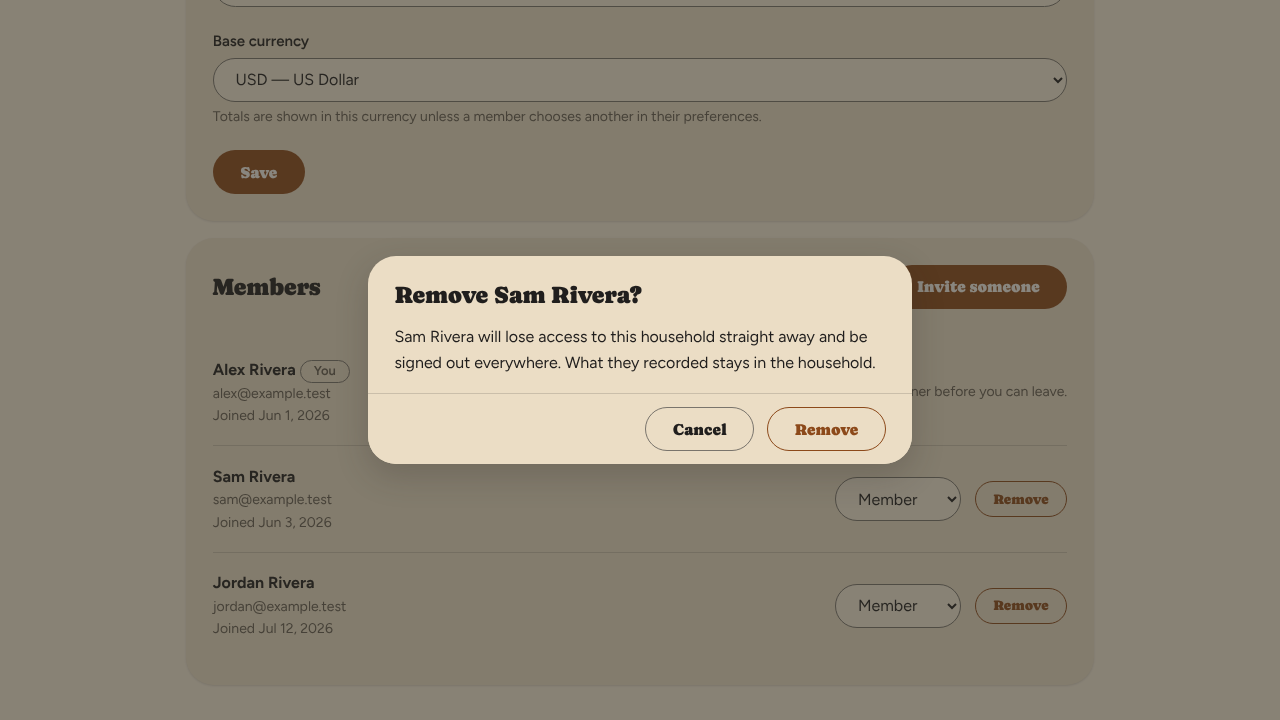 Base currency
USD — US Dollar
Totals are shown in this currency unless a member chooses another in their preferences.
Save
Members
Invite someone
Remove Sam Rivera?
Sam Rivera will lose access to this household straight away and be
signed out everywhere. What they recorded stays in the household.
Cancel
Remove
Alex Rivera
You
alex@example.test
Joined Jun 1, 2026
before you can leave.
Sam Rivera
sam@example.test
Joined Jun 3, 2026
Member
Remove
Jordan Rivera
jordan@example.test
Joined Jul 12, 2026
Member
Remove